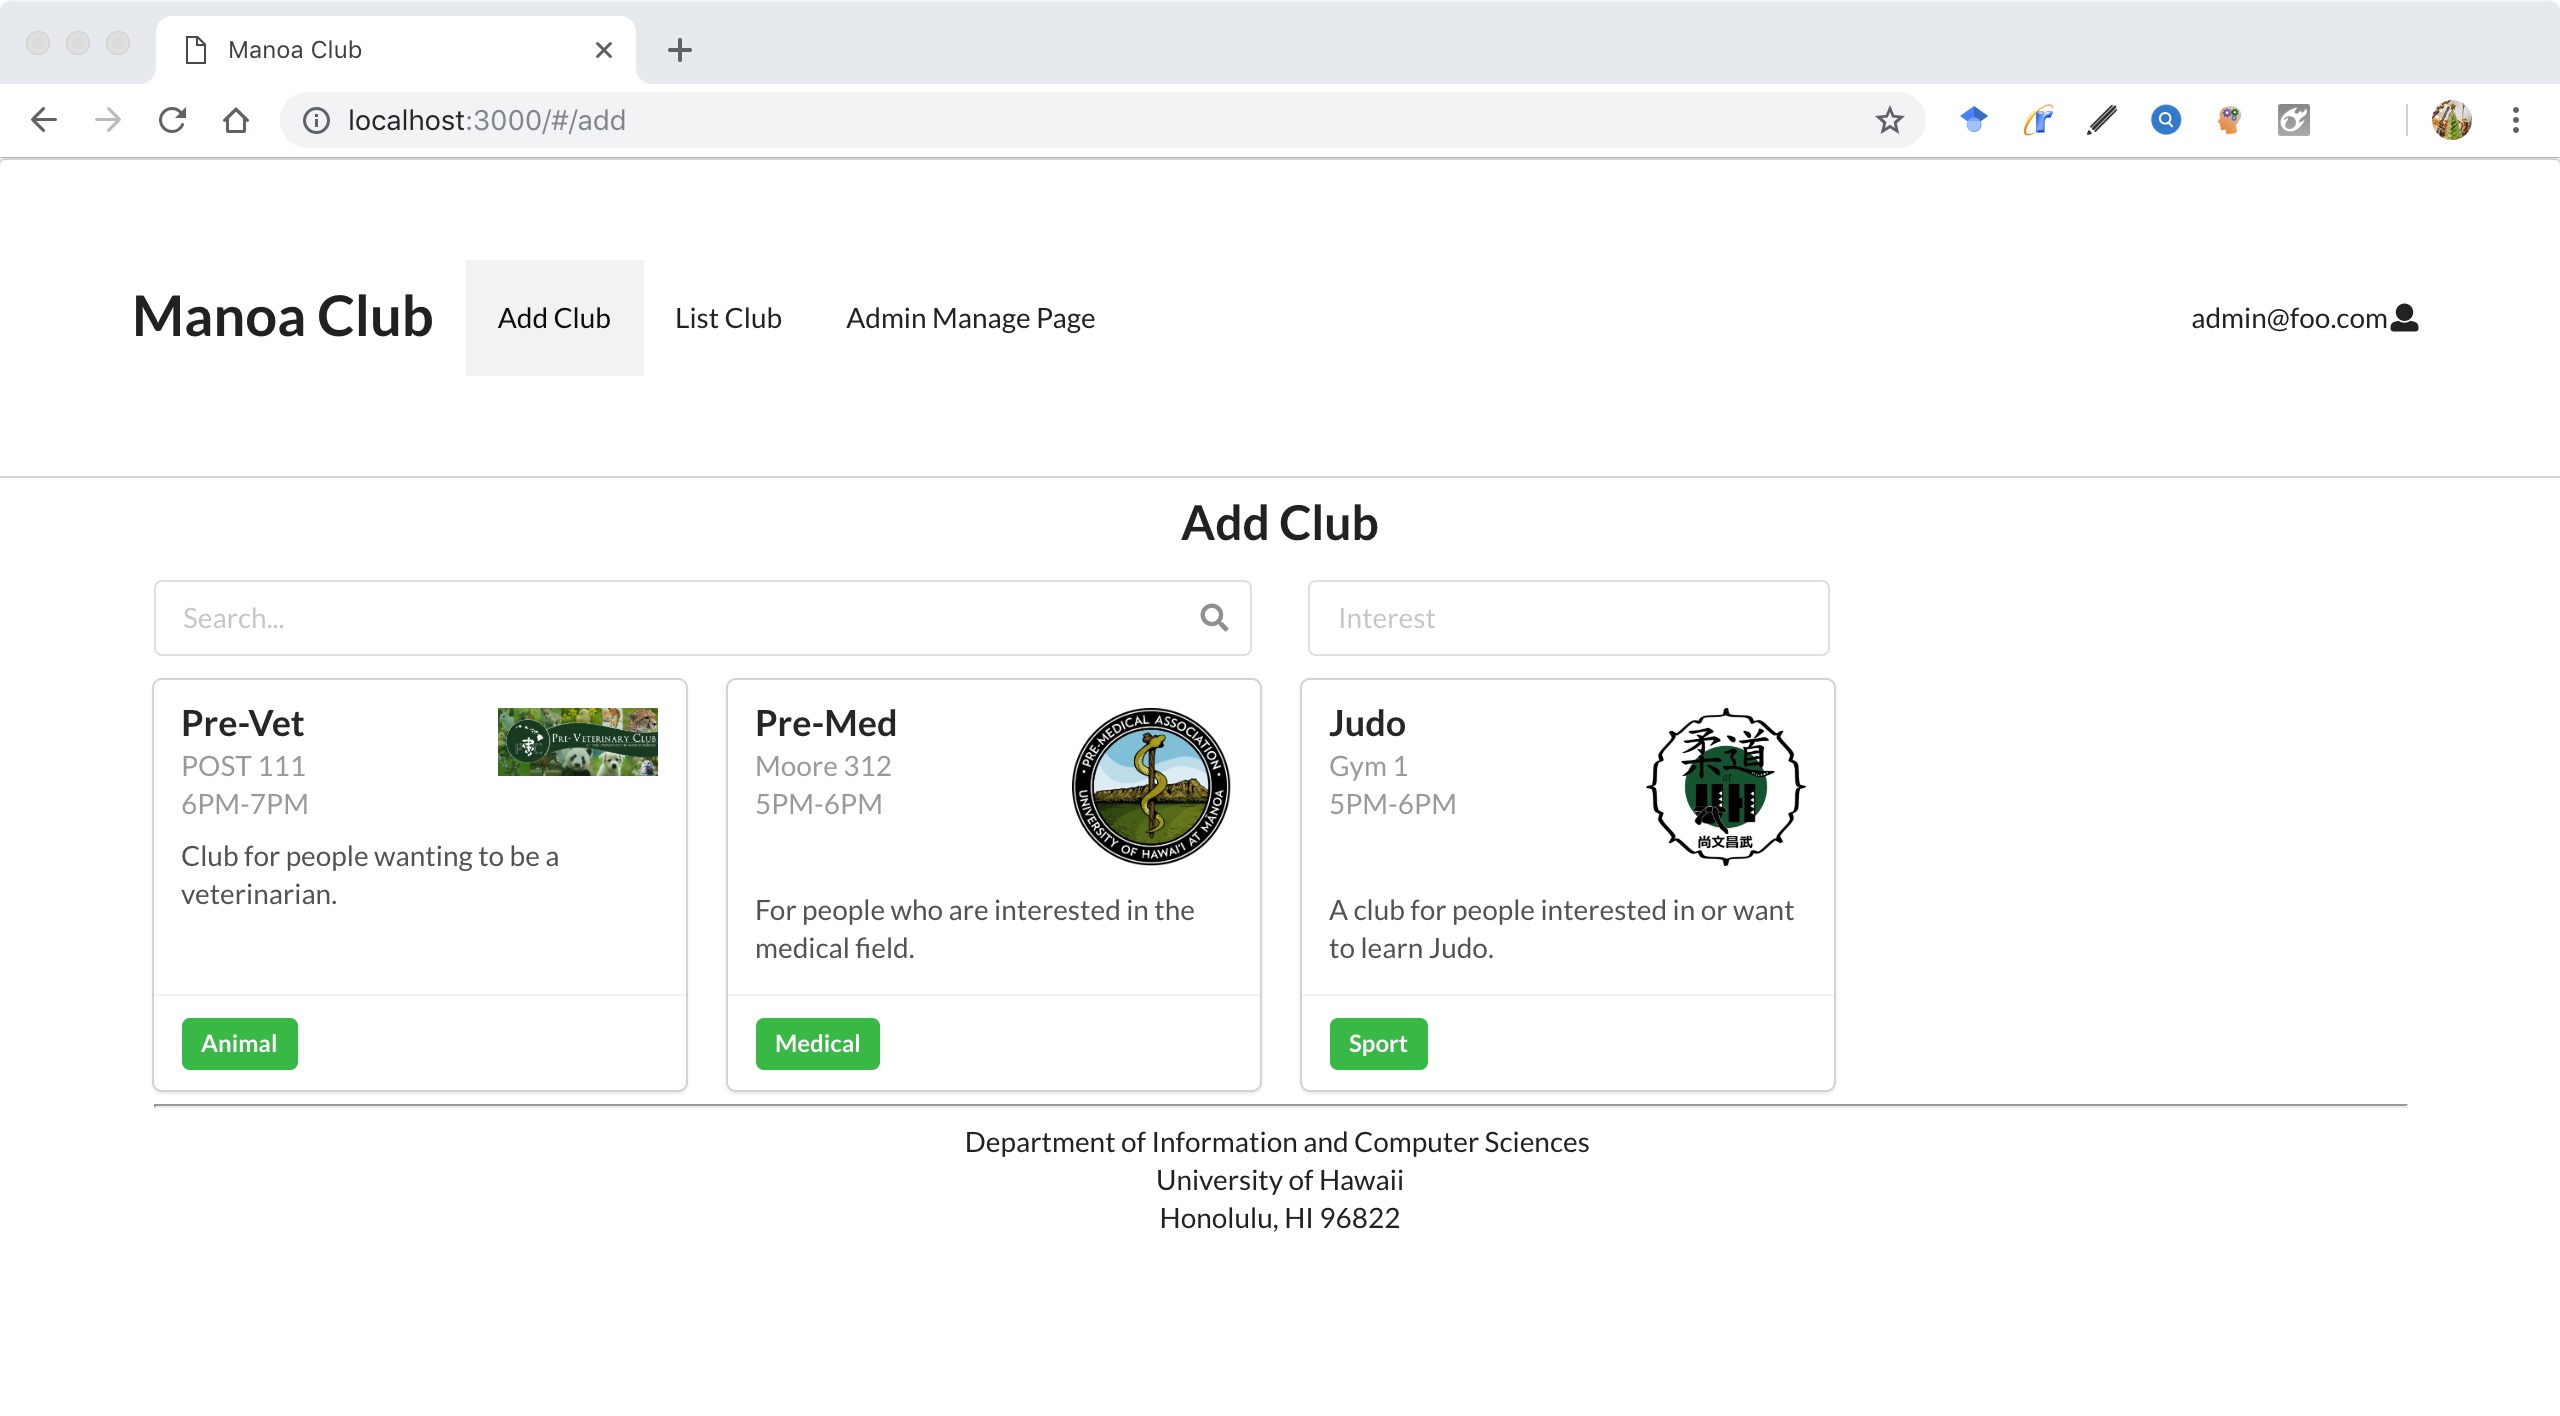 Manoa Club
localhost:3000/#/add
Manoa Club
Add Club
List Club
Admin Manage Page
admin@foo.com
Add Club
Search...
Interest
Pre-Vet
POST 111
6PM-7PM
PRE-VETERINARY CLUB
Club for people wanting to be a
veterinarian.
Animal
Pre-Med
Moore 312
5PM-6PM
PRE-MEDICAL ASSOCIATION
UNIVERSITY OF HAWAI'I AT MĀNOA
For people who are interested in the
medical field.
Medical
Judo
Gym 1
5PM-6PM
柔道
of
UH
尚文昌武
A club for people interested in or want
to learn Judo.
Sport
Department of Information and Computer Sciences
University of Hawaii
Honolulu, HI 96822